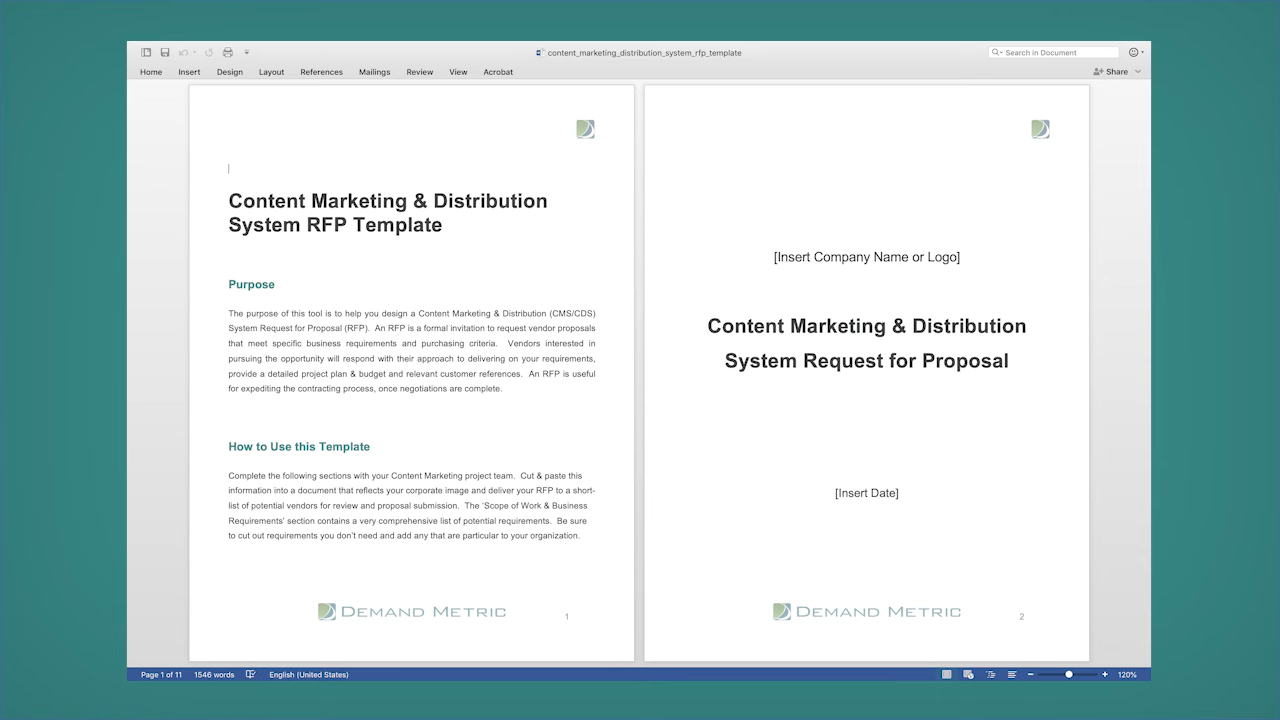 content_marketing_distribution_system_rfp_template
Search in Document
Home Insert Design Layout References Mailings Review View Acrobat
Share
Content Marketing & Distribution
System RFP Template
Purpose
The purpose of this tool is to help you design a Content Marketing & Distribution (CMS/CDS)
System Request for Proposal (RFP).  An RFP is a formal invitation to request vendor proposals
that meet specific business requirements and purchasing criteria.  Vendors interested in
pursuing the opportunity will respond with their approach to delivering on your requirements,
provide a detailed project plan & budget and relevant customer references.  An RFP is useful
for expediting the contracting process, once negotiations are complete.
How to Use this Template
Complete the following sections with your Content Marketing project team.  Cut & paste this
information into a document that reflects your corporate image and deliver your RFP to a short-
list of potential vendors for review and proposal submission.  The ‘Scope of Work & Business
Requirements’ section contains a very comprehensive list of potential requirements.  Be sure
to cut out requirements you don’t need and add any that are particular to your organization.
DEMAND METRIC
1
[Insert Company Name or Logo]
Content Marketing & Distribution
System Request for Proposal
[Insert Date]
DEMAND METRIC
2
Page 1 of 11 1546 words English (United States) 120%